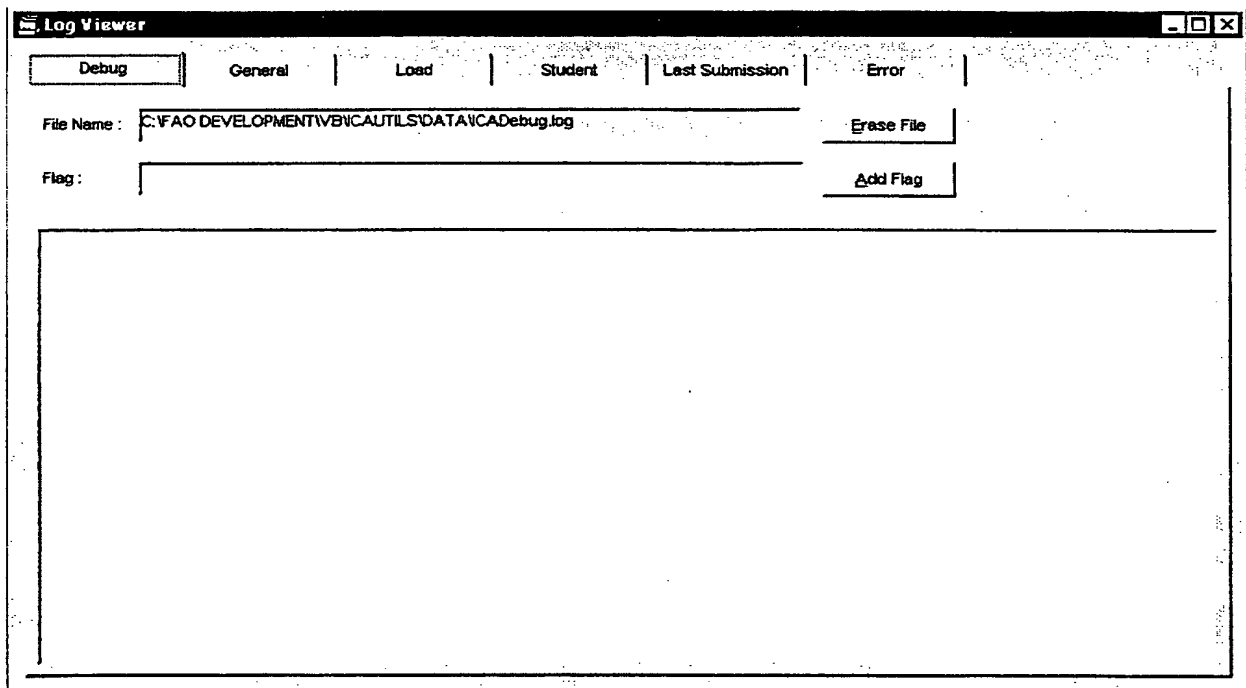 Log Viewer
Debug General Load Student Last Submission Error
File Name : C:\FAO DEVELOPMENT\VB\ICAUTILS\DATA\ICADebug.log Erase File
Flag : Add Flag